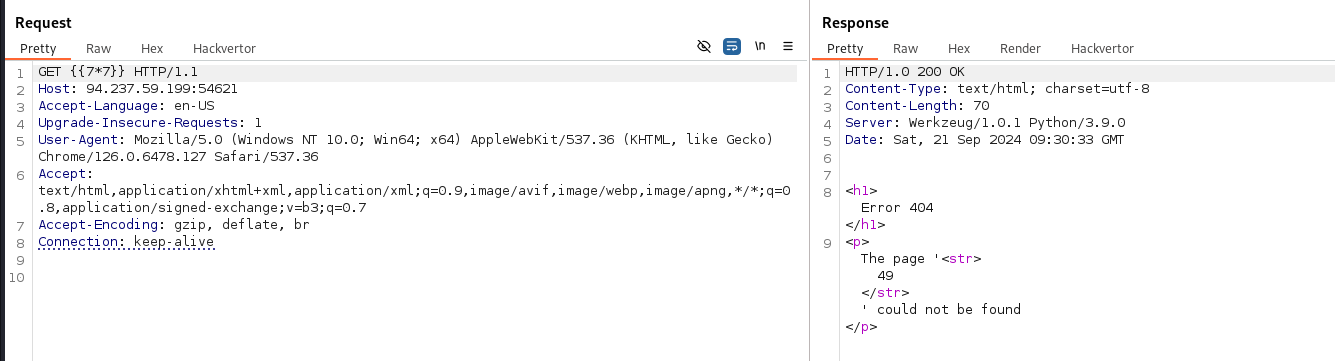 Request
Pretty Raw Hex Hackvertor \n
1 GET {{7*7}} HTTP/1.1
2 Host: 94.237.59.199:54621
3 Accept-Language: en-US
4 Upgrade-Insecure-Requests: 1
5 User-Agent: Mozilla/5.0 (Windows NT 10.0; Win64; x64) AppleWebKit/537.36 (KHTML, like Gecko)
Chrome/126.0.6478.127 Safari/537.36
6 Accept:
text/html,application/xhtml+xml,application/xml;q=0.9,image/avif,image/webp,image/apng,*/*;q=0
.8,application/signed-exchange;v=b3;q=0.7
7 Accept-Encoding: gzip, deflate, br
8 Connection: keep-alive
9
10
Response
Pretty Raw Hex Render Hackvertor
1 HTTP/1.0 200 OK
2 Content-Type: text/html; charset=utf-8
3 Content-Length: 70
4 Server: Werkzeug/1.0.1 Python/3.9.0
5 Date: Sat, 21 Sep 2024 09:30:33 GMT
6
7
8 <h1>
Error 404
</h1>
9 <p>
The page '<str>
49
</str>
' could not be found
</p>